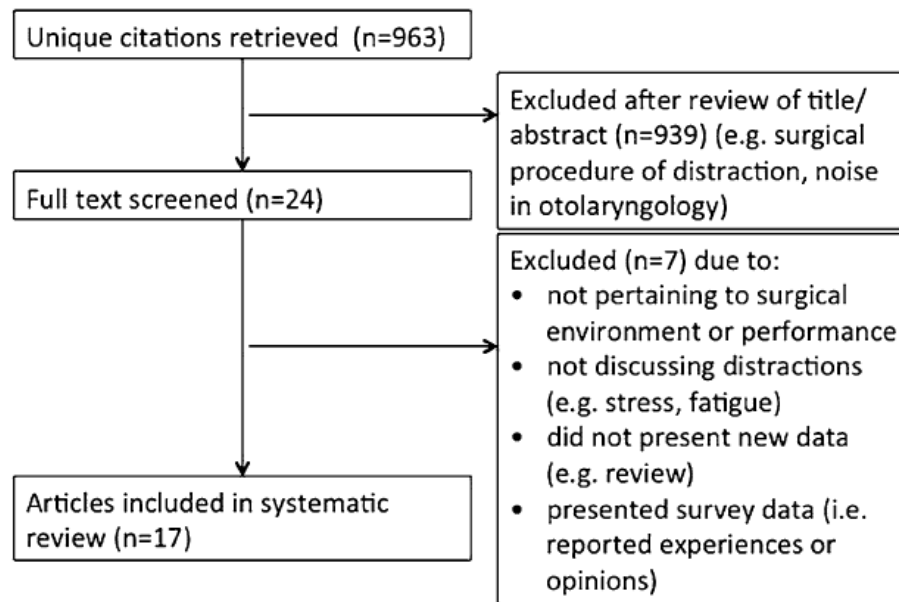 Unique citations retrieved (n=963)
Excluded after review of title/
abstract (n=939) (e.g. surgical
procedure of distraction, noise
in otolaryngology)
Full text screened (n=24)
Excluded (n=7) due to:
• not pertaining to surgical
environment or performance
• not discussing distractions
(e.g. stress, fatigue)
• did not present new data
(e.g. review)
• presented survey data (i.e.
reported experiences or
opinions)
Articles included in systematic
review (n=17)